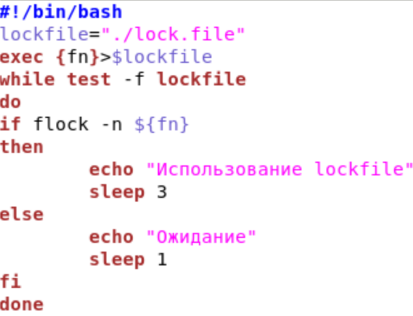 #!/bin/bash
lockfile="./lock.file"
exec {fn}>$lockfile
while test -f lockfile
do
if flock -n ${fn}
then
echo "Использование lockfile"
sleep 3
else
echo "Ожидание"
sleep 1
fi
done